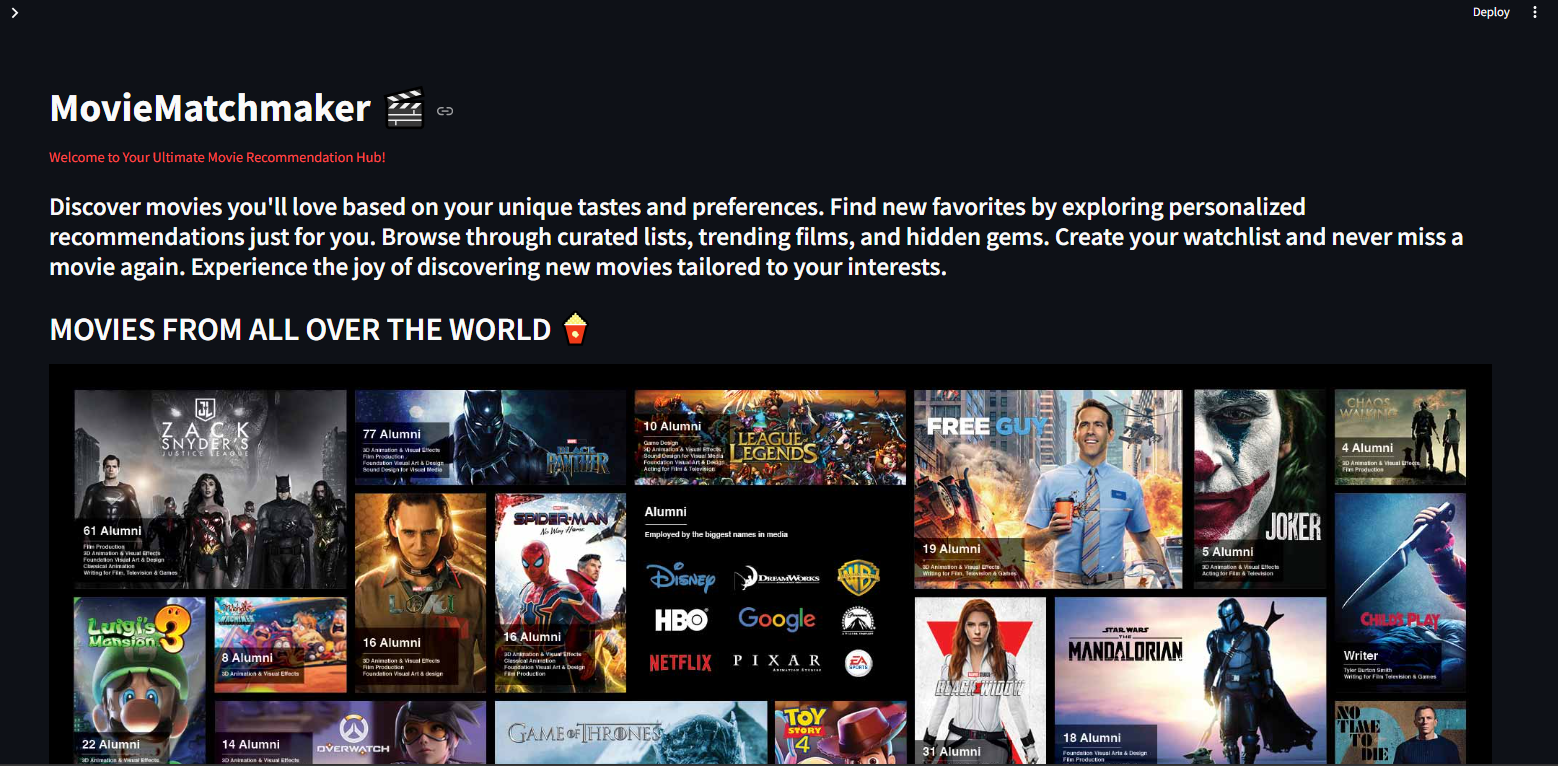 Deploy
MovieMatchmaker
Welcome to Your Ultimate Movie Recommendation Hub!
Discover movies you'll love based on your unique tastes and preferences. Find new favorites by exploring personalized
recommendations just for you. Browse through curated lists, trending films, and hidden gems. Create your watchlist and never miss a
movie again. Experience the joy of discovering new movies tailored to your interests.
MOVIES FROM ALL OVER THE WORLD
ZACK
SNYDER'S
JUSTICE LEAGUE
61 Alumni
Film Production
3D Animation & Visual Effects
Foundation Visual Art & Design
Classical Animation
Writing for Film, Television & Games
77 Alumni
3D Animation & Visual Effects
Film Production
Foundation Visual Art & Design
Sound Design for Visual Media
BLACK
PANTHER
10 Alumni
Game Design
3D Animation & Visual Effects
Sound Design for Visual Media
Foundation Visual Art & Design
Acting for Film & Television
LEAGUE
LEGENDS
FREE GUY
19 Alumni
3D Animation & Visual Effects
Film Production
Writing for Film, Television & Games
JOKER
5 Alumni
3D Animation & Visual Effects
Acting for Film & Television
CHAOS
WALKING
4 Alumni
3D Animation & Visual Effects
Film Production
LOKI
16 Alumni
3D Animation & Visual Effects
Film Production
Foundation Visual Art & design
SPIDER-MAN
No Way Home
16 Alumni
3D Animation & Visual Effects
Classical Animation
Foundation Visual Art & Design
Film Production
Alumni
Employed by the biggest names in media
Disney
DREAMWORKS
WB
HBO
Google
Paramount
NETFLIX
PIXAR
ANIMATION STUDIOS
EA
SPORTS
CHILD'S PLAY
Writer
Tyler Burton Smith
Writing for Film Television & Games
Luigi's
Mansion 3
22 Alumni
3D Animation & Visual Effects
8 Alumni
3D Animation & Visual Effects
14 Alumni
3D Animation & Visual Effects
OVERWATCH
GAME OF THRONES
TOY
STORY
4
MARVEL STUDIOS
BLACK WIDOW
31 Alumni
STAR WARS
THE
MANDALORIAN
18 Alumni
Foundation Visual Arts & Design
Film Production
NO
TIME
TO
DIE